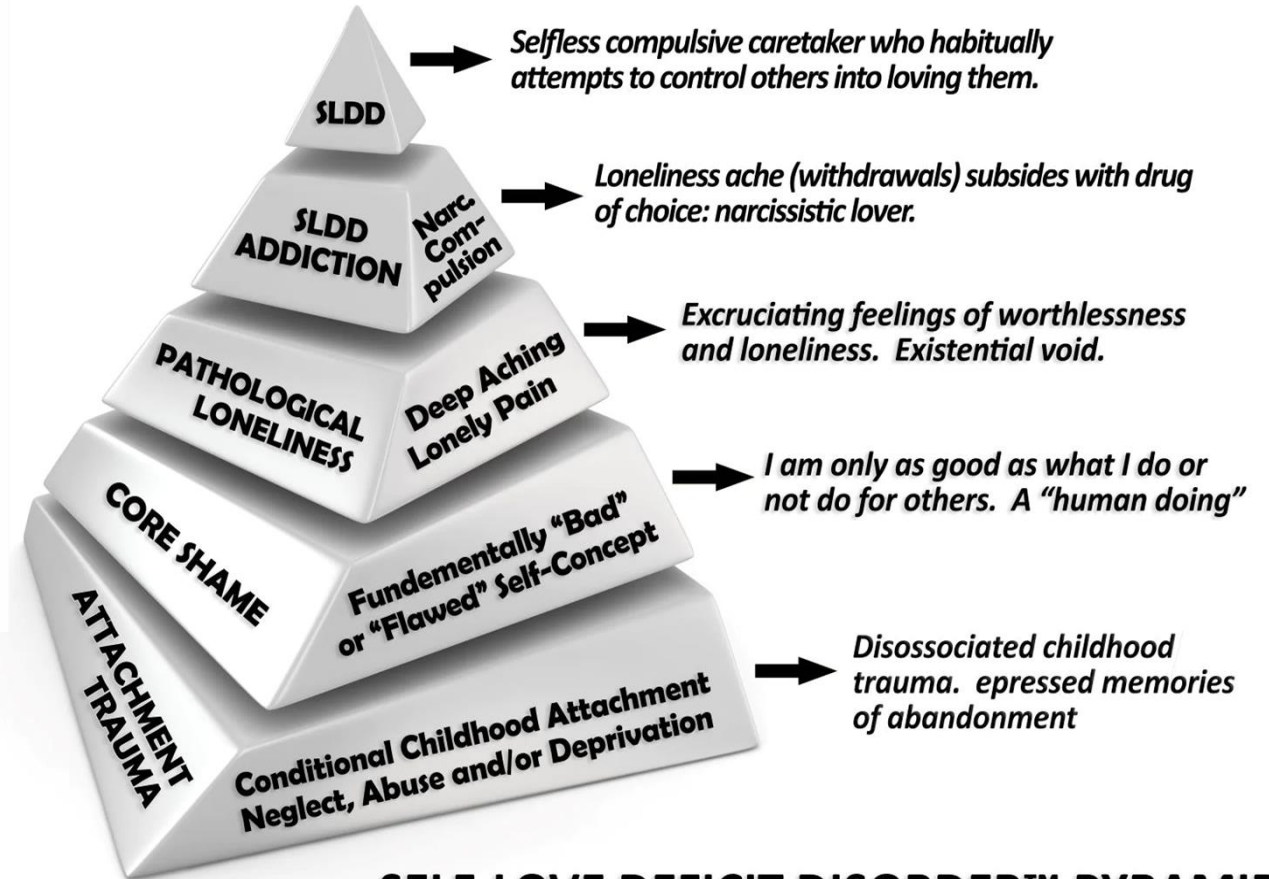 Selfless compulsive caretaker who habitually
attempts to control others into loving them.
SLDD
Loneliness ache (withdrawals) subsides with drug
of choice: narcissistic lover.
SLDD
ADDICTION
Narc.
Com-
pulsion
Excruciating feelings of worthlessness
and loneliness. Existential void.
PATHOLOGICAL
LONELINESS
Deep Aching
Lonely Pain
I am only as good as what I do or
not do for others. A “human doing”
CORE SHAME
Fundementally “Bad”
or “Flawed” Self-Concept
Disossociated childhood
trauma. epressed memories
of abandonment
ATTACHMENT
TRAUMA
Conditional Childhood Attachment
Neglect, Abuse and/or Deprivation
SELF-LOVE DEFICIT DISORDER™